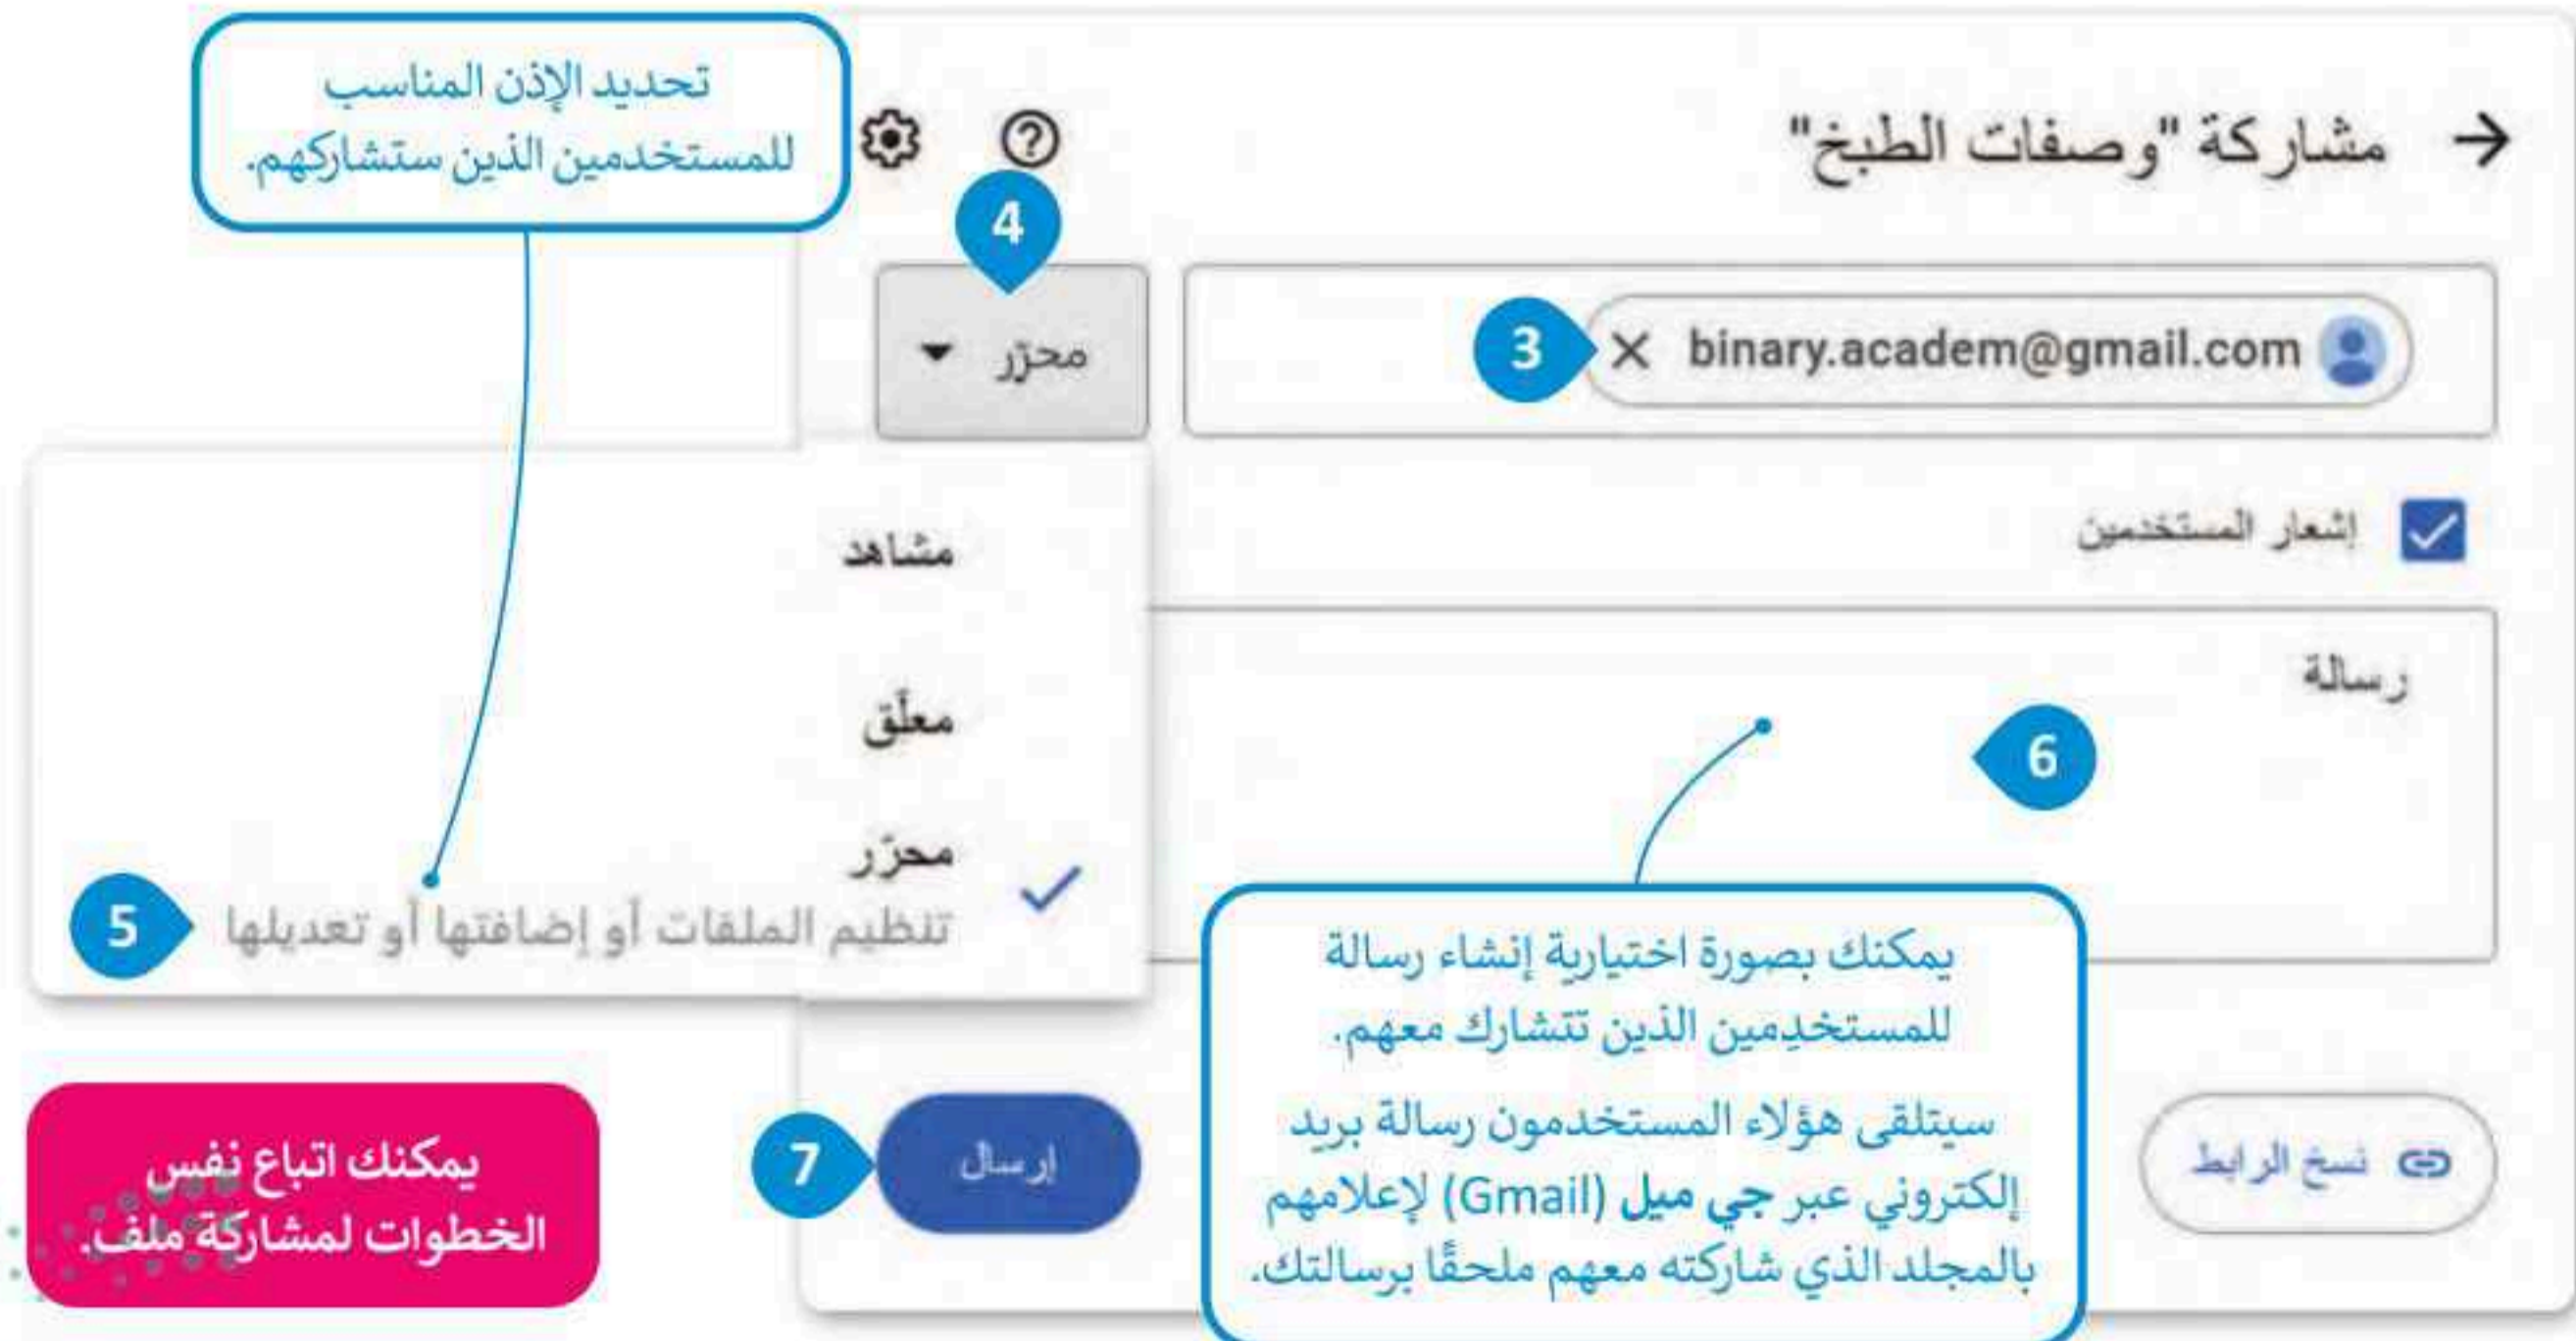 تحديد الإذن المناسب
للمستخدمين الذين ستشاركهم.
مشاركة "وصفات الطبخ"
4
binary.academ@gmail.com
3
محرّر
إشعار المستخدمين
مشاهد
رسالة
معلّق
6
محرّر
تنظيم الملفات أو إضافتها أو تعديلها
5
يمكنك بصورة اختيارية إنشاء رسالة
للمستخدِمين الذين تتشارك معهم.
سيتلقى هؤلاء المستخدمون رسالة بريد
إلكتروني عبر جي ميل (Gmail) لإعلامهم
بالمجلد الذي شاركته معهم ملحقًا برسالتك.
نسخ الرابط
إرسال
7
يمكنك اتباع نفس
الخطوات لمشاركة ملف.